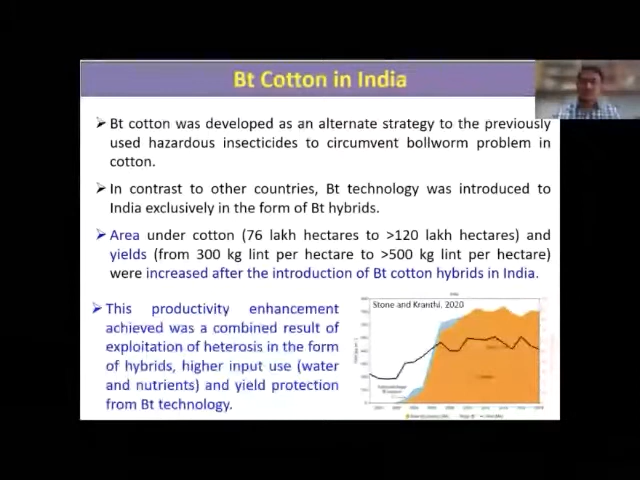 Bt Cotton in India
➢ Bt cotton was developed as an alternate strategy to the previously
used hazardous insecticides to circumvent bollworm problem in
cotton.
➢ In contrast to other countries, Bt technology was introduced to
India exclusively in the form of Bt hybrids.
➢ Area under cotton (76 lakh hectares to >120 lakh hectares) and
yields (from 300 kg lint per hectare to >500 kg lint per hectare)
were increased after the introduction of Bt cotton hybrids in India.
➢ This productivity enhancement
achieved was a combined result of
exploitation of heterosis in the form
of hybrids, higher input use (water
and nutrients) and yield protection
from Bt technology.
Stone and Kranthi, 2020